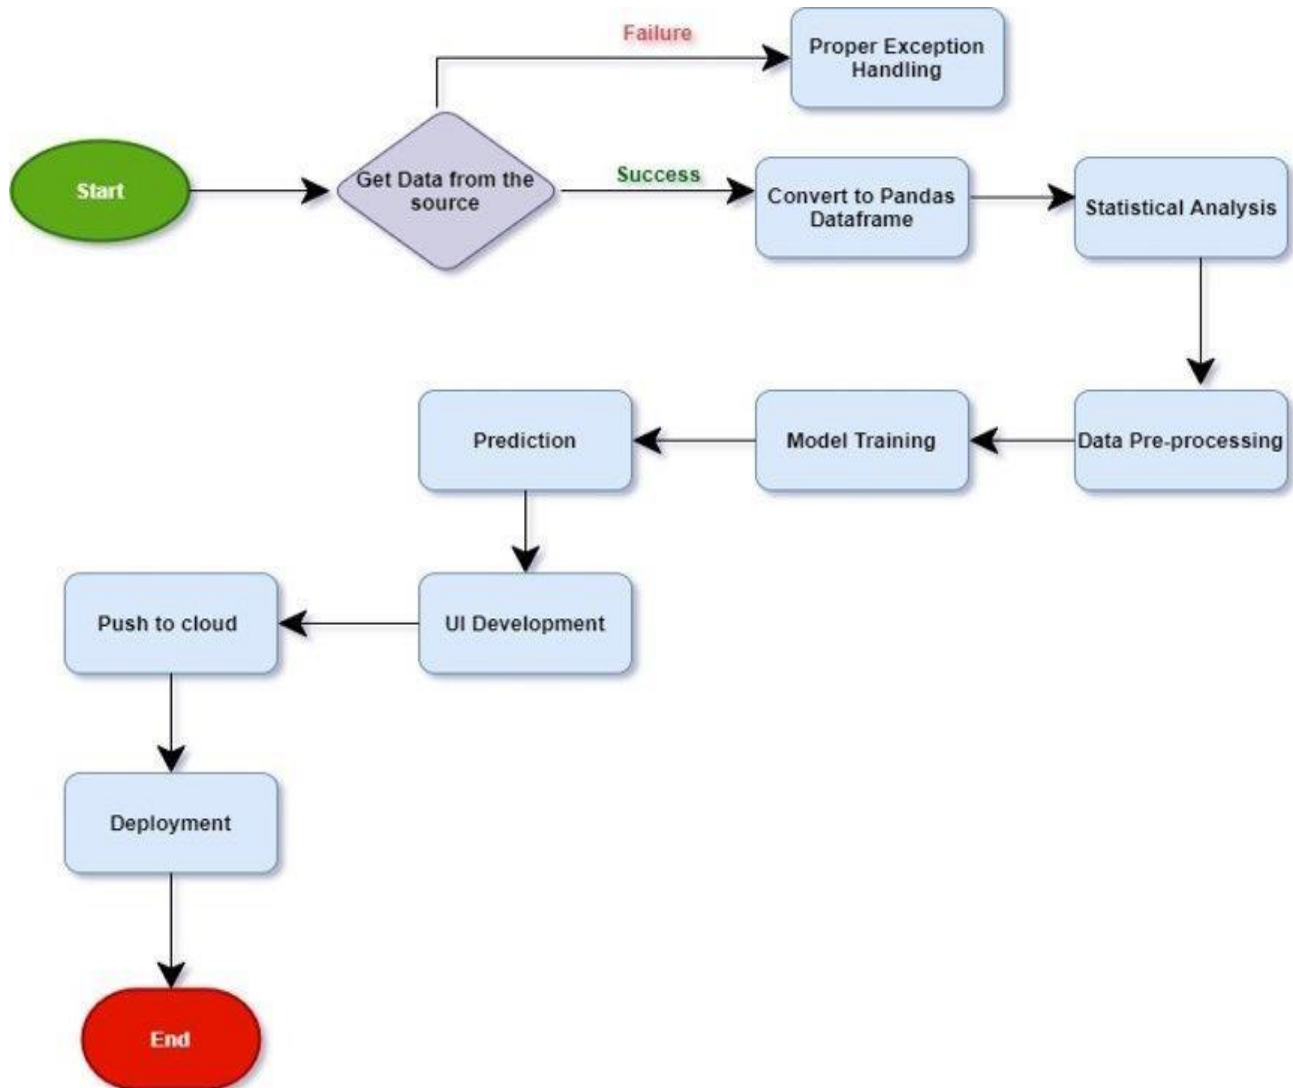 Failure
Proper Exception
Handling
Start
Get Data from the
source
Success
Convert to Pandas
Dataframe
Statistical Analysis
Prediction
Model Training
Data Pre-processing
Push to cloud
UI Development
Deployment
End